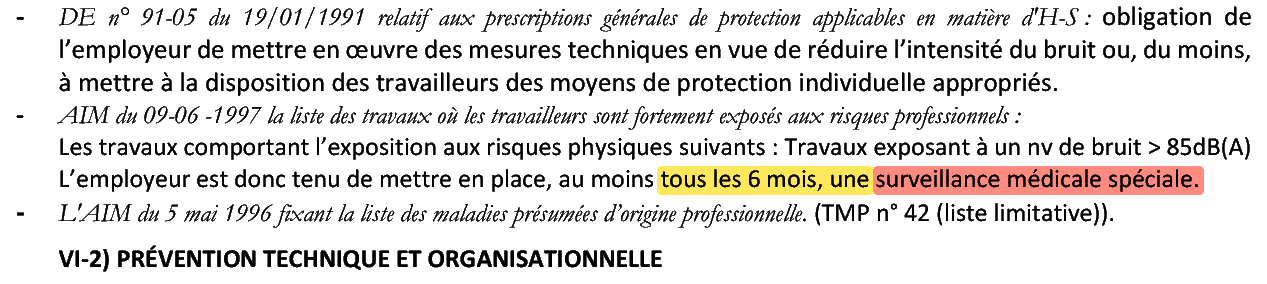 - DE n° 91-05 du 19/01/1991 relatif aux prescriptions générales de protection applicables en matière d'H-S : obligation de
l’employeur de mettre en œuvre des mesures techniques en vue de réduire l’intensité du bruit ou, du moins,
à mettre à la disposition des travailleurs des moyens de protection individuelle appropriés.
- AIM du 09-06 -1997 la liste des travaux où les travailleurs sont fortement exposés aux risques professionnels :
Les travaux comportant l’exposition aux risques physiques suivants : Travaux exposant à un nv de bruit > 85dB(A)
L’employeur est donc tenu de mettre en place, au moins tous les 6 mois, une surveillance médicale spéciale.
- L'AIM du 5 mai 1996 fixant la liste des maladies présumées d’origine professionnelle. (TMP n° 42 (liste limitative)).
VI-2) PRÉVENTION TECHNIQUE ET ORGANISATIONNELLE